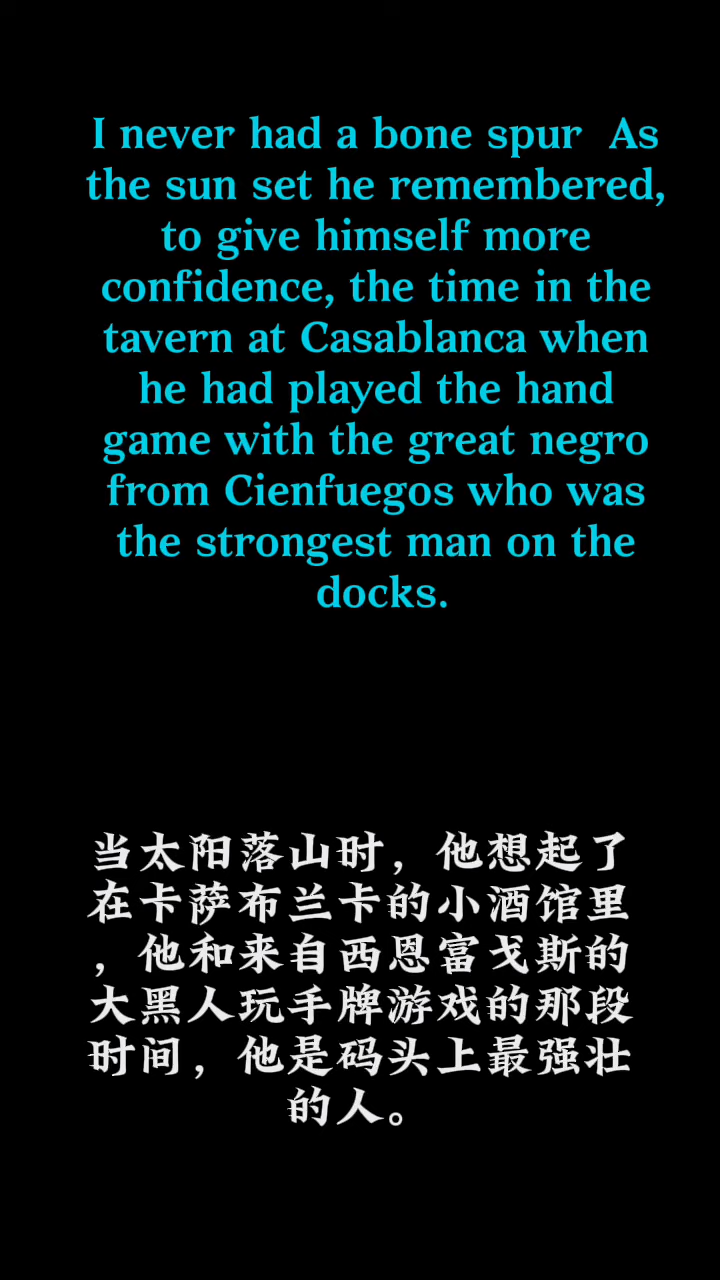 I never had a bone spur  As
the sun set he remembered,
to give himself more
confidence, the time in the
tavern at Casablanca when
he had played the hand
game with the great negro
from Cienfuegos who was
the strongest man on the
docks.
当太阳落山时，他想起了
在卡萨布兰卡的小酒馆里
，他和来自西恩富戈斯的
大黑人玩手牌游戏的那段
时间，他是码头上最强壮
的人。